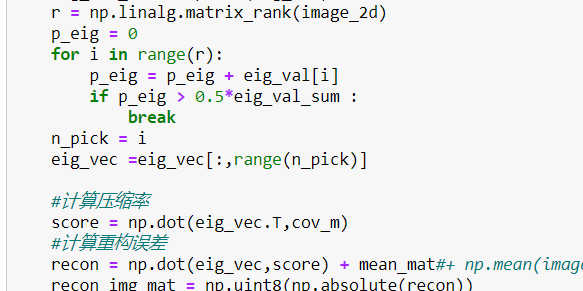 r = np.linalg.matrix_rank(image_2d)
p_eig = 0
for i in range(r):
p_eig = p_eig + eig_val[i]
if p_eig > 0.5*eig_val_sum :
break
n_pick = i
eig_vec =eig_vec[:,range(n_pick)]
#计算压缩率
score = np.dot(eig_vec.T,cov_m)
#计算重构误差
recon = np.dot(eig_vec,score) + mean_mat#+ np.mean(image
recon_img_mat = np.uint8(np.absolute(recon))